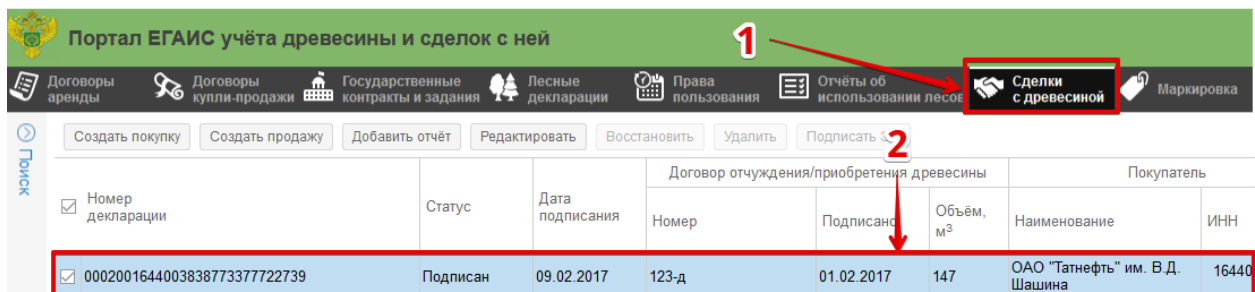 Портал ЕГАИС учёта древесины и сделок с ней
1
Договоры аренды
Договоры купли-продажи
Государственные контракты и задания
Лесные декларации
Права пользования
Отчёты об использовании лесов
Сделки с древесиной
Маркировка
Поиск
Создать покупку Создать продажу Добавить отчёт Редактировать Восстановить Удалить Подписать
2
Договор отчуждения/приобретения древесины Покупатель
Номер декларации
Статус
Дата подписания
Номер
Подписано
Объём, м³
Наименование
ИНН
0002001644003838773377722739 Подписан 09.02.2017 123-д 01.02.2017 147 ОАО "Татнефть" им. В.Д. Шашина 16440